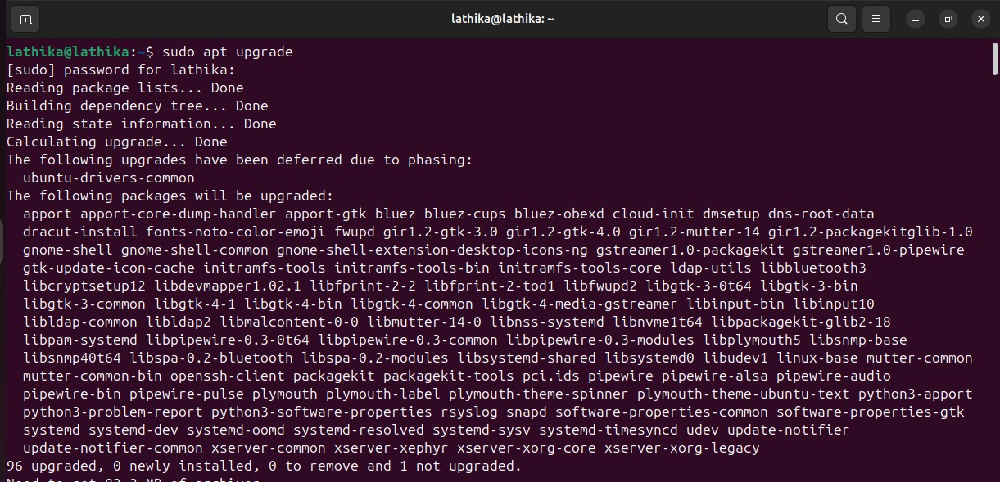 lathika@lathika: ~
lathika@lathika:~$ sudo apt upgrade
[sudo] password for lathika:
Reading package lists... Done
Building dependency tree... Done
Reading state information... Done
Calculating upgrade... Done
The following upgrades have been deferred due to phasing:
  ubuntu-drivers-common
The following packages will be upgraded:
  apport apport-core-dump-handler apport-gtk bluez bluez-cups bluez-obexd cloud-init dmsetup dns-root-data
  dracut-install fonts-noto-color-emoji fwupd gir1.2-gtk-3.0 gir1.2-gtk-4.0 gir1.2-mutter-14 gir1.2-packagekitglib-1.0
  gnome-shell gnome-shell-common gnome-shell-extension-desktop-icons-ng gstreamer1.0-packagekit gstreamer1.0-pipewire
  gtk-update-icon-cache initramfs-tools initramfs-tools-bin initramfs-tools-core ldap-utils libbluetooth3
  libcryptsetup12 libdevmapper1.02.1 libfprint-2-2 libfprint-2-tod1 libfwupd2 libgtk-3-0t64 libgtk-3-bin
  libgtk-3-common libgtk-4-1 libgtk-4-bin libgtk-4-common libgtk-4-media-gstreamer libinput-bin libinput10
  libldap-common libldap2 libmalcontent-0-0 libmutter-14-0 libnss-systemd libnvme1t64 libpackagekit-glib2-18
  libpam-systemd libpipewire-0.3-0t64 libpipewire-0.3-common libpipewire-0.3-modules libplymouth5 libsnmp-base
  libsnmp40t64 libspa-0.2-bluetooth libspa-0.2-modules libsystemd-shared libsystemd0 libudev1 linux-base mutter-common
  mutter-common-bin openssh-client packagekit packagekit-tools pci.ids pipewire pipewire-alsa pipewire-audio
  pipewire-bin pipewire-pulse plymouth plymouth-label plymouth-theme-spinner plymouth-theme-ubuntu-text python3-apport
  python3-problem-report python3-software-properties rsyslog snapd software-properties-common software-properties-gtk
  systemd systemd-dev systemd-oomd systemd-resolved systemd-sysv systemd-timesyncd udev update-notifier
  update-notifier-common xserver-common xserver-xephyr xserver-xorg-core xserver-xorg-legacy
96 upgraded, 0 newly installed, 0 to remove and 1 not upgraded.